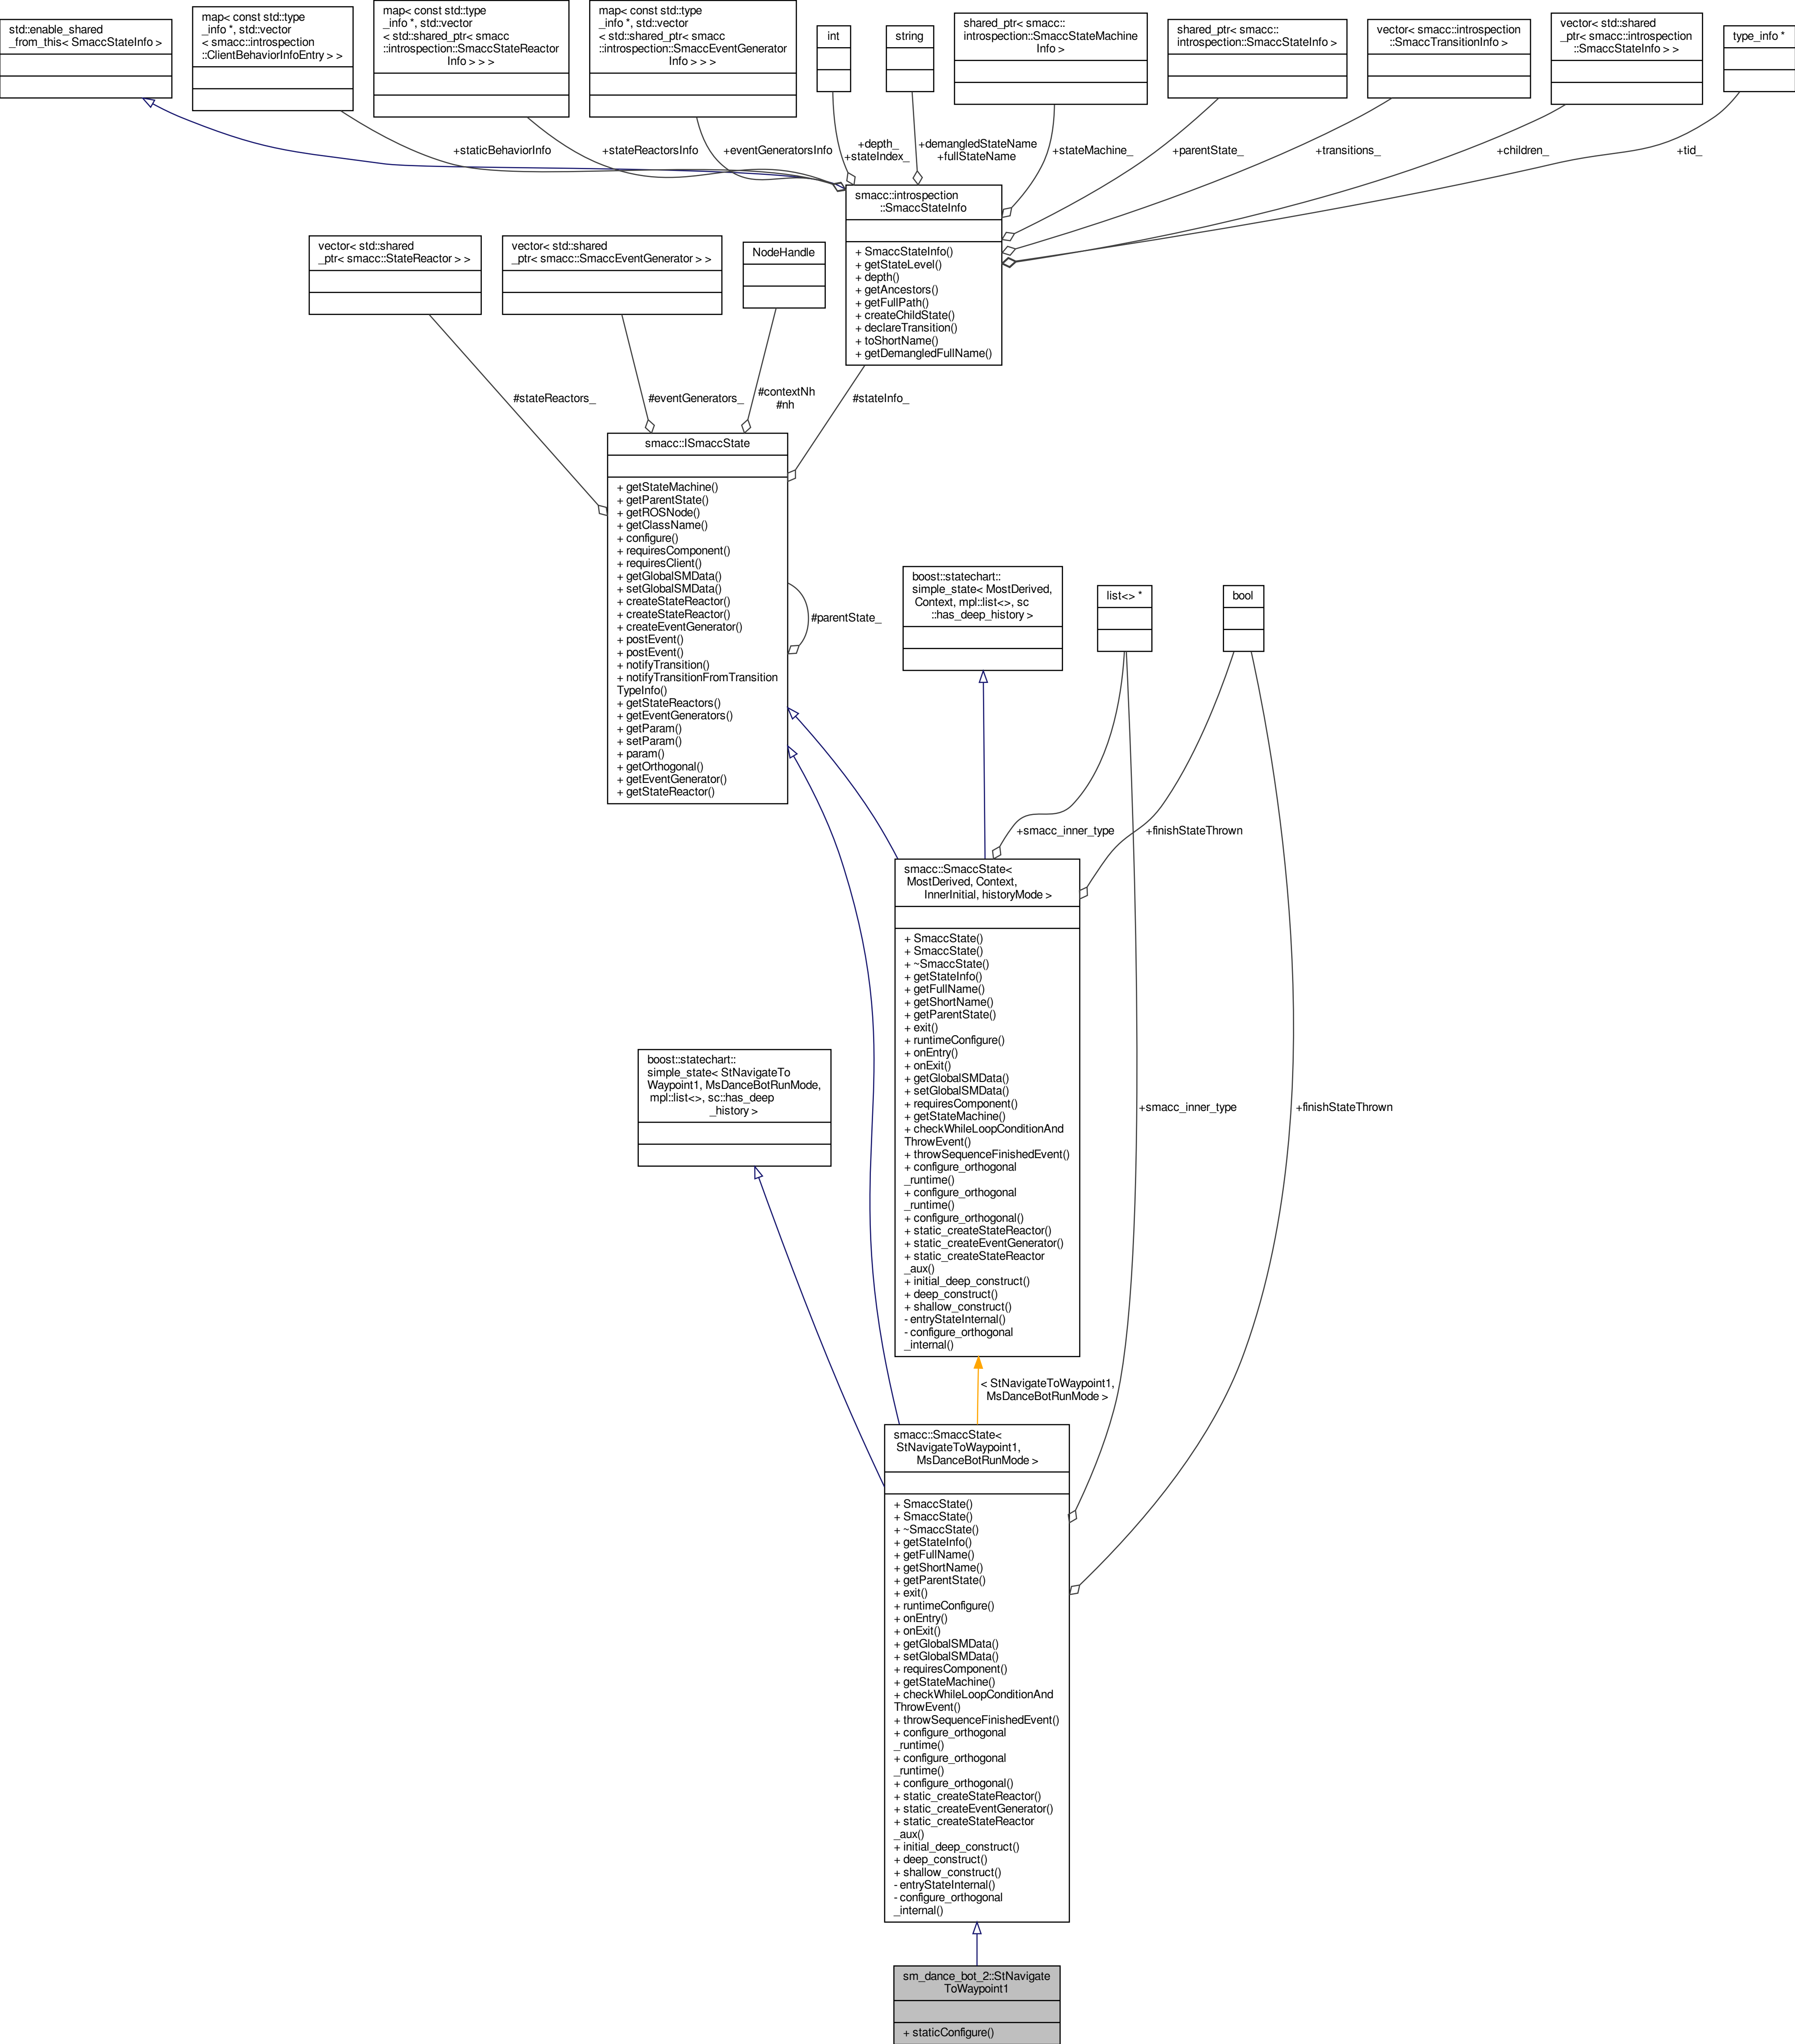 std::enable_shared
_from_this< SmaccStateInfo >
map< const std::type
_info *, std::vector
< smacc::introspection
::ClientBehaviorInfoEntry > >
map< const std::type
_info *, std::vector
< std::shared_ptr< smacc
::introspection::SmaccStateReactor
Info > > >
map< const std::type
_info *, std::vector
< std::shared_ptr< smacc
::introspection::SmaccEventGenerator
Info > > >
int
string
shared_ptr< smacc::
introspection::SmaccStateMachine
Info >
shared_ptr< smacc::
introspection::SmaccStateInfo >
vector< smacc::introspection
::SmaccTransitionInfo >
vector< std::shared
_ptr< smacc::introspection
::SmaccStateInfo > >
type_info *
+staticBehaviorInfo
+stateReactorsInfo
+eventGeneratorsInfo
+depth_
+stateIndex_
+demangledStateName
+fullStateName
+stateMachine_
+parentState_
+transitions_
+children_
+tid_
smacc::introspection
::SmaccStateInfo
+ SmaccStateInfo()
+ getStateLevel()
+ depth()
+ getAncestors()
+ getFullPath()
+ createChildState()
+ declareTransition()
+ toShortName()
+ getDemangledFullName()
vector< std::shared
_ptr< smacc::StateReactor > >
vector< std::shared
_ptr< smacc::SmaccEventGenerator > >
NodeHandle
#stateReactors_
#eventGenerators_
#contextNh
#nh
#stateInfo_
smacc::ISmaccState
+ getStateMachine()
+ getParentState()
+ getROSNode()
+ getClassName()
+ configure()
+ requiresComponent()
+ requiresClient()
+ getGlobalSMData()
+ setGlobalSMData()
+ createStateReactor()
+ createStateReactor()
+ createEventGenerator()
+ postEvent()
+ postEvent()
+ notifyTransition()
+ notifyTransitionFromTransition
TypeInfo()
+ getStateReactors()
+ getEventGenerators()
+ getParam()
+ setParam()
+ param()
+ getOrthogonal()
+ getEventGenerator()
+ getStateReactor()
#parentState_
boost::statechart::
simple_state< MostDerived,
Context, mpl::list<>, sc
::has_deep_history >
list<> *
bool
+smacc_inner_type
+finishStateThrown
smacc::SmaccState<
MostDerived, Context,
InnerInitial, historyMode >
+ SmaccState()
+ SmaccState()
+ ~SmaccState()
+ getStateInfo()
+ getFullName()
+ getShortName()
+ getParentState()
+ exit()
+ runtimeConfigure()
+ onEntry()
+ onExit()
+ getGlobalSMData()
+ setGlobalSMData()
+ requiresComponent()
+ getStateMachine()
+ checkWhileLoopConditionAnd
ThrowEvent()
+ throwSequenceFinishedEvent()
+ configure_orthogonal
_runtime()
+ configure_orthogonal
_runtime()
+ configure_orthogonal()
+ static_createStateReactor()
+ static_createEventGenerator()
+ static_createStateReactor
_aux()
+ initial_deep_construct()
+ deep_construct()
+ shallow_construct()
- entryStateInternal()
- configure_orthogonal
_internal()
boost::statechart::
simple_state< StNavigateTo
Waypoint1, MsDanceBotRunMode,
mpl::list<>, sc::has_deep
_history >
+smacc_inner_type
+finishStateThrown
< StNavigateToWaypoint1,
MsDanceBotRunMode >
smacc::SmaccState<
StNavigateToWaypoint1,
MsDanceBotRunMode >
+ SmaccState()
+ SmaccState()
+ ~SmaccState()
+ getStateInfo()
+ getFullName()
+ getShortName()
+ getParentState()
+ exit()
+ runtimeConfigure()
+ onEntry()
+ onExit()
+ getGlobalSMData()
+ setGlobalSMData()
+ requiresComponent()
+ getStateMachine()
+ checkWhileLoopConditionAnd
ThrowEvent()
+ throwSequenceFinishedEvent()
+ configure_orthogonal
_runtime()
+ configure_orthogonal
_runtime()
+ configure_orthogonal()
+ static_createStateReactor()
+ static_createEventGenerator()
+ static_createStateReactor
_aux()
+ initial_deep_construct()
+ deep_construct()
+ shallow_construct()
- entryStateInternal()
- configure_orthogonal
_internal()
sm_dance_bot_2::StNavigate
ToWaypoint1
+ staticConfigure()